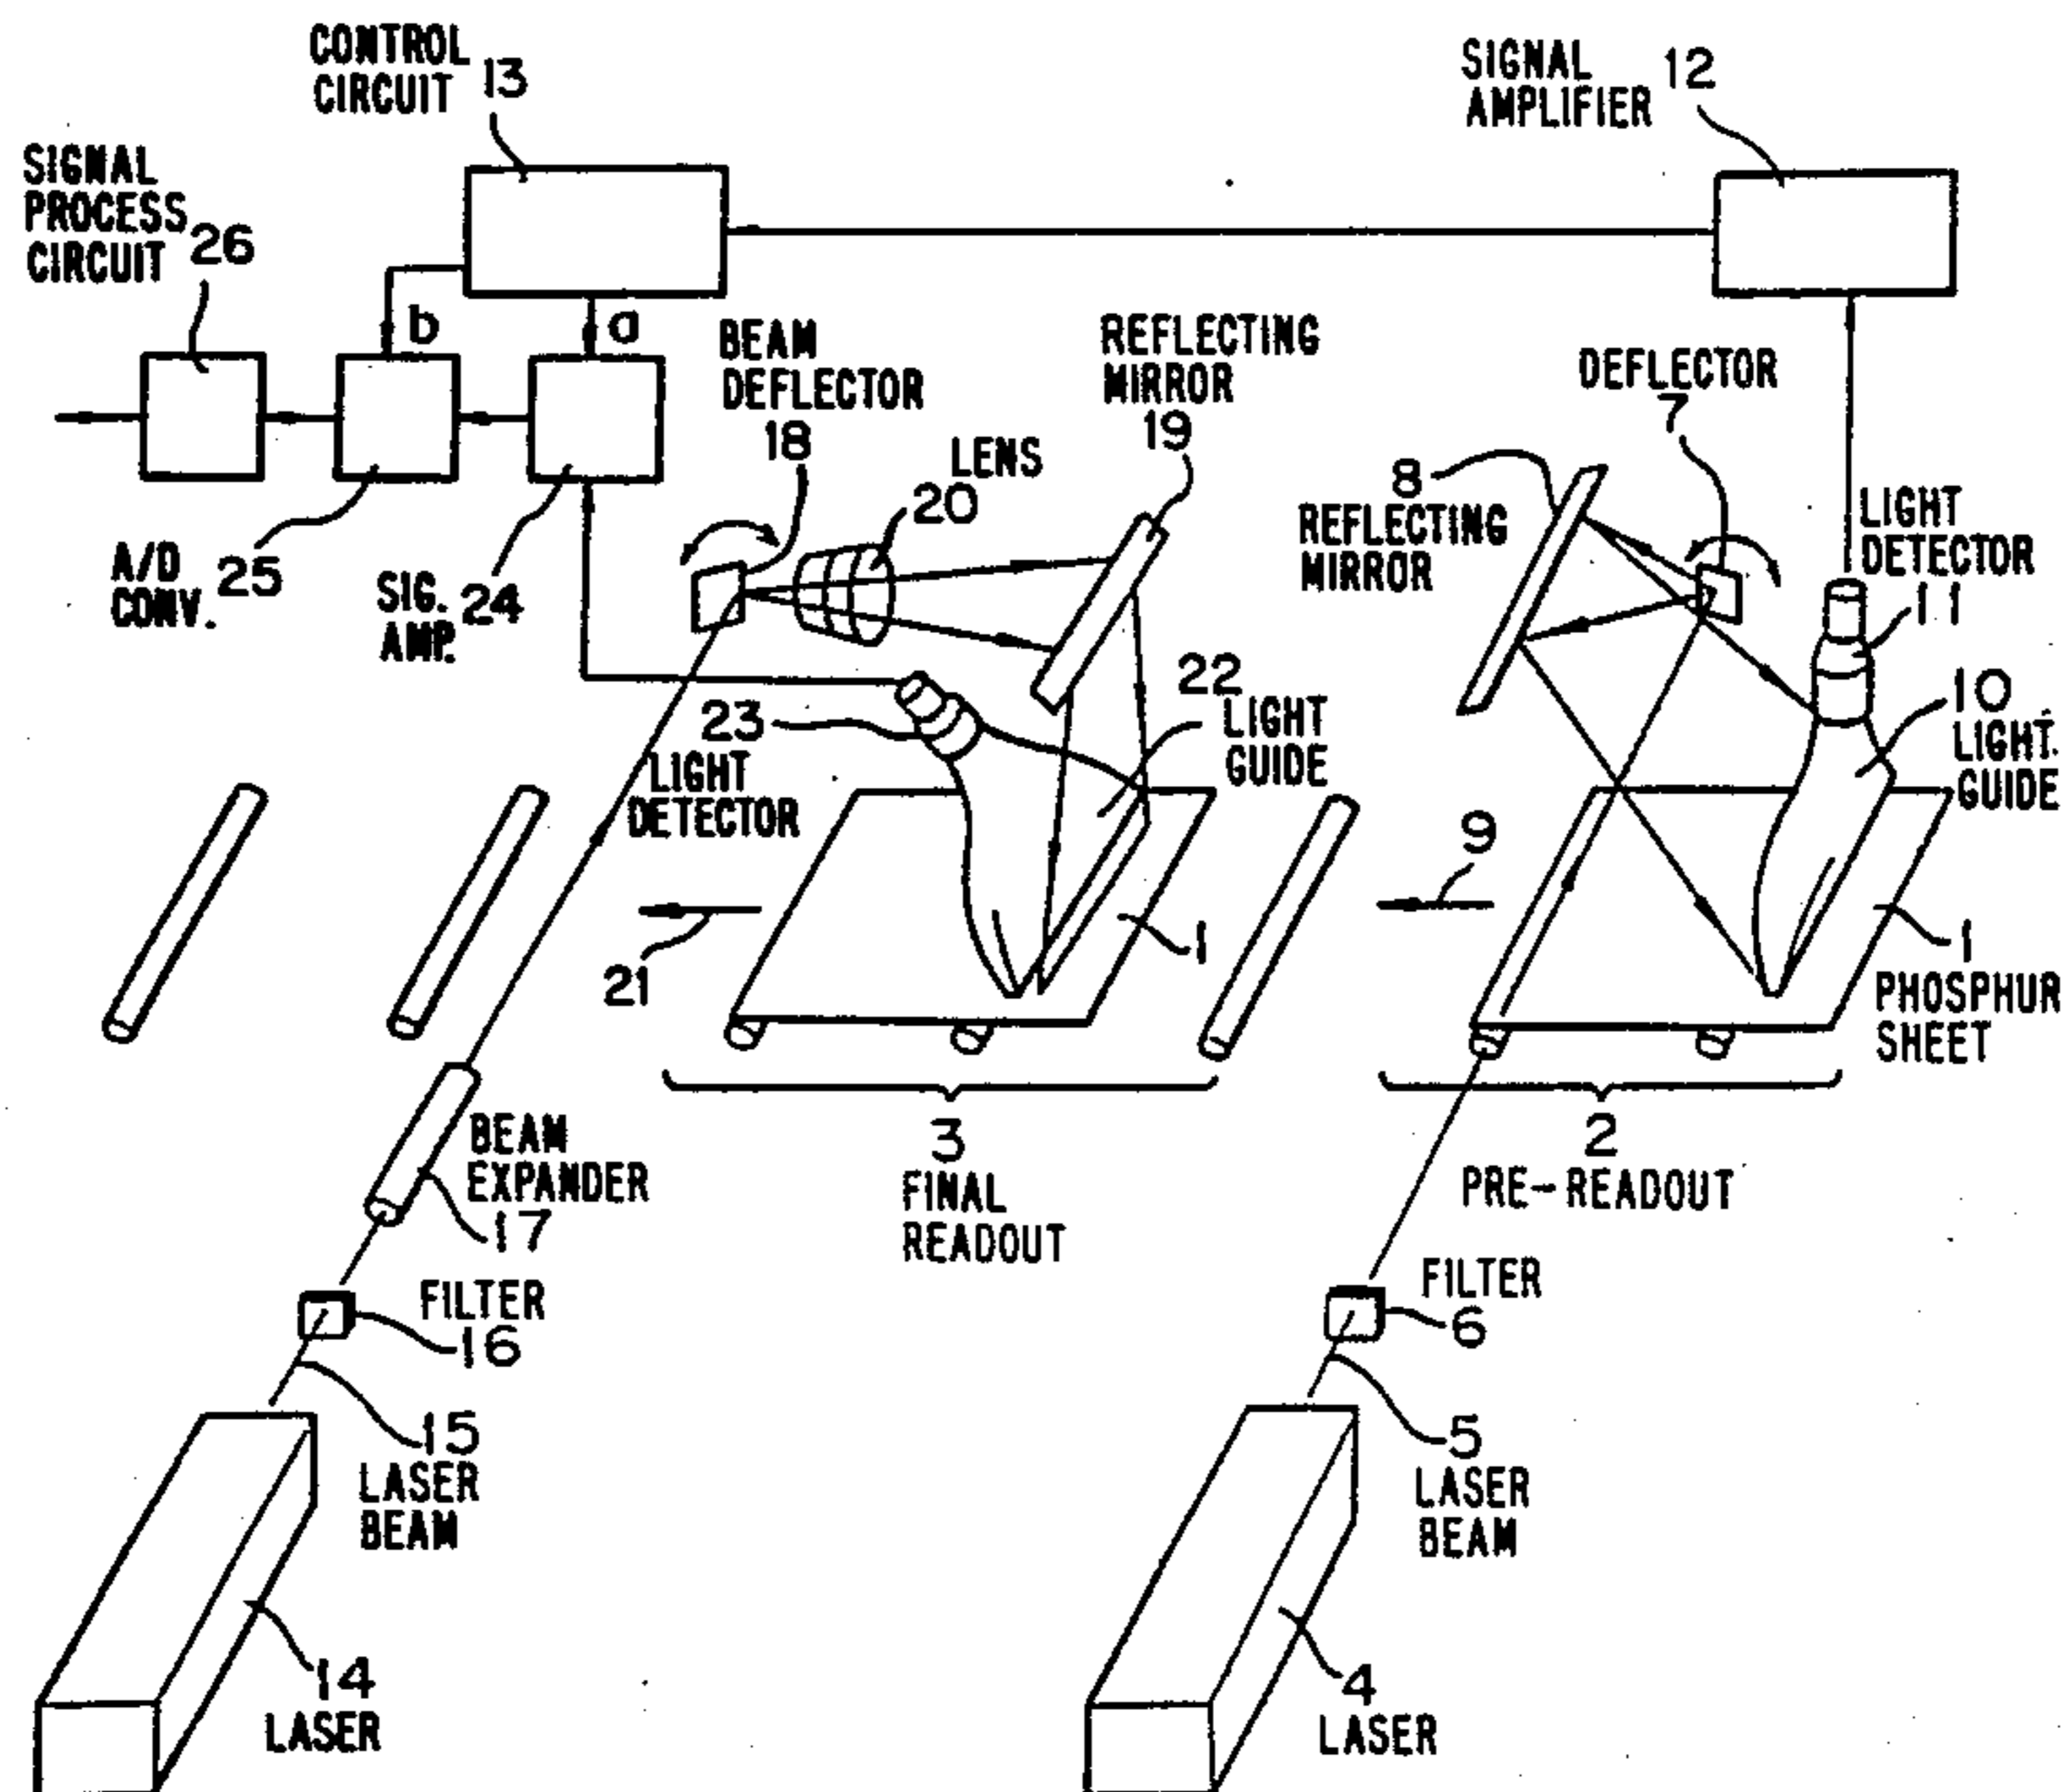 CONTROL
CIRCUIT 13
SIGNAL
AMPLIFIER 12
SIGNAL
PROCESS
CIRCUIT 26
b
a
BEAM
DEFLECTOR
18
REFLECTING
MIRROR
19
DEFLECTOR
7
LENS
20
8
REFLECTING
MIRROR
LIGHT
DETECTOR
11
A/D
CONV. 25
SIG.
AMP. 24
23
LIGHT
DETECTOR
22
LIGHT
GUIDE
10
LIGHT.
GUIDE
9
21
1
1
PHOSPHUR
SHEET
3
FINAL
READOUT
2
PRE-READOUT
BEAM
EXPANDER
17
FILTER
16
FILTER
6
15
LASER
BEAM
5
LASER
BEAM
14
LASER
4
LASER